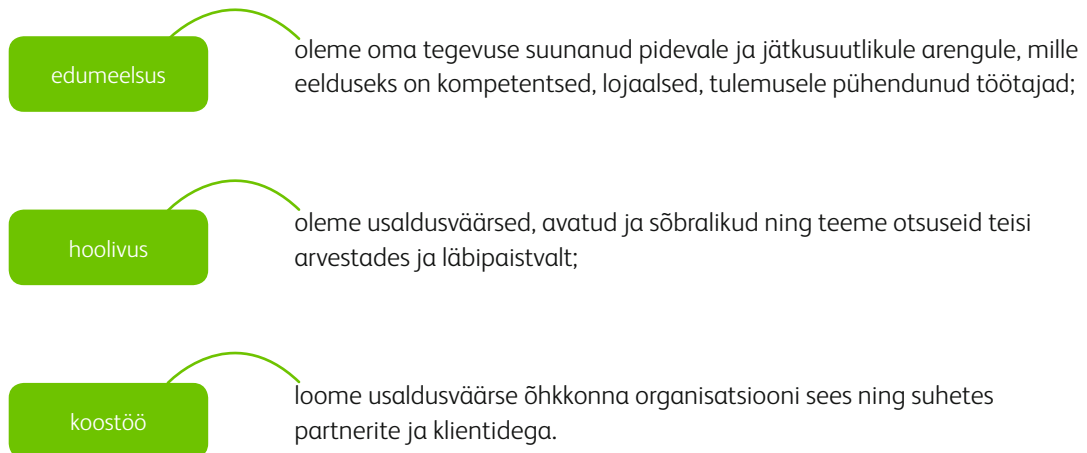 edumeelsus
oleme oma tegevuse suunanud pidevale ja jätkusuutlikule arengule, mille
eelduseks on kompetentsed, lojaalsed, tulemusele pühendunud töötajad;
hoolivus
oleme usaldusväärsed, avatud ja sõbralikud ning teeme otsuseid teisi
arvestades ja läbipaistvalt;
koostöö
loome usaldusväärse õhkkonna organisatsiooni sees ning suhetes
partnerite ja klientidega.